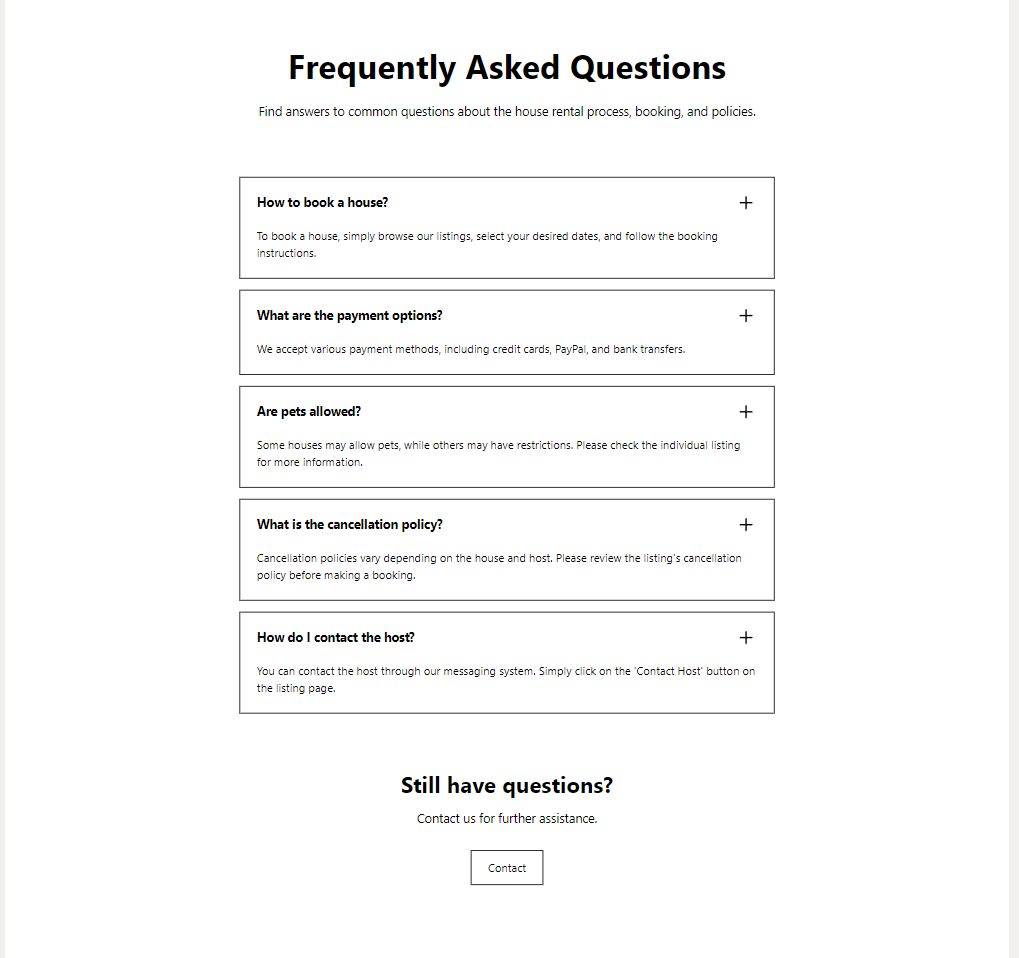 Frequently Asked Questions
Find answers to common questions about the house rental process, booking, and policies.
How to book a house?
To book a house, simply browse our listings, select your desired dates, and follow the booking
instructions.
What are the payment options?
We accept various payment methods, including credit cards, PayPal, and bank transfers.
Are pets allowed?
Some houses may allow pets, while others may have restrictions. Please check the individual listing
for more information.
What is the cancellation policy?
Cancellation policies vary depending on the house and host. Please review the listing's cancellation
policy before making a booking.
How do I contact the host?
You can contact the host through our messaging system. Simply click on the 'Contact Host' button on
the listing page.
Still have questions?
Contact us for further assistance.
Contact